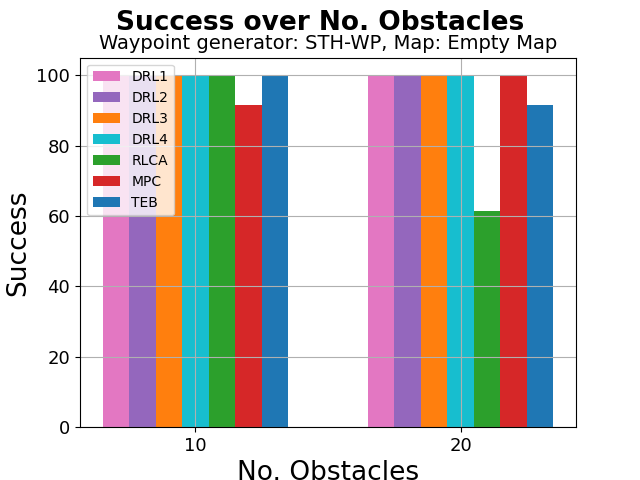 Success over No. Obstacles
Waypoint generator: STH-WP, Map: Empty Map
100
80
60
40
20
0
Success
DRL1
DRL2
DRL3
DRL4
RLCA
MPC
TEB
10
20
No. Obstacles